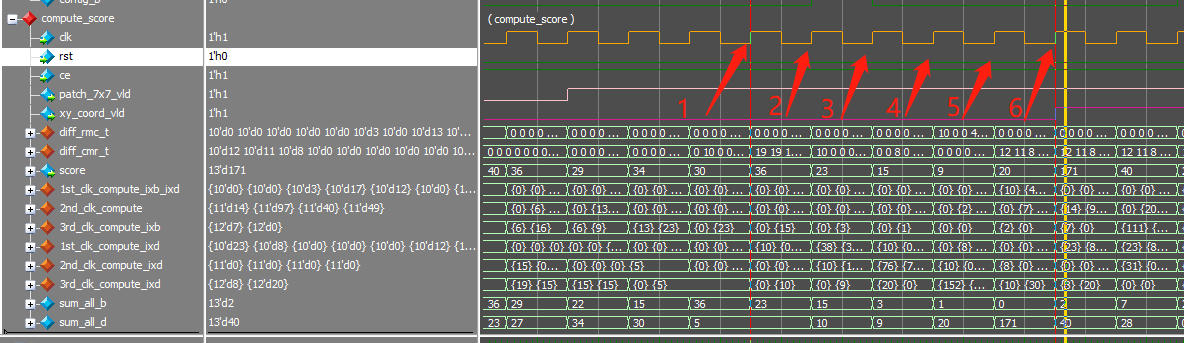 config_b 1'h0
compute_score ( compute_score )
clk 1'h1
rst 1'h0
ce 1'h1
patch_7x7_vld 1'h1
xy_coord_vld 1'h1
1 2 3 4 5 6
diff_rmc_t 10'd0 10'd0 10'd0 10'd0 10'd3 10'd0 10'd13 10'... 0 0 0 0 ... 0 0 0 0 ... 0 0 0 0 ... 0 0 0 0 ... 0 0 0 0 ... 0 0 0 0 ... 0 0 0 0 ... 10 0 0 4... 0 0 0 0 ... 0 0 0 0 ... 0 0 0 0 ...
diff_cmr_t 10'd12 10'd11 10'd8 10'd0 10'd0 10'd0 10'd0 10'... 0 0 0 0 0 0 0 0 ... 0 0 0 0 ... 0 10 0 0... 19 19 1... 10 0 0 0... 0 0 8 0 ... 0 0 0 0 ... 12 11 8 ... 12 11 8 ... 12 11 8 ...
score 13'd171 40 36 29 34 30 36 23 15 9 20 171 40 28
1st_clk_compute_ixb_ixd {10'd0} {10'd0} {10'd3} {10'd17} {10'd12} {10'd0} {1... {0} {0} ... {0} {0} ... {0} {0} ... {0} {0} ... {0} {0} ... {0} {0} ... {0} {0} ... {0} {0} ... {10} {4... {0} {0} ... {0} {0} ...
2nd_clk_compute {11'd14} {11'd97} {11'd40} {11'd49} {0} {6} ... {0} {13... {0} {0} ... {0} {0} ... {0} {0} ... {0} {0} ... {0} {0} ... {0} {2} ... {0} {7} ... {14} {9... {0} {20...
3rd_clk_compute_ixb {12'd7} {12'd0} {6} {16} {6} {9} {13} {23} {0} {23} {0} {15} {0} {3} {0} {1} {0} {0} {2} {0} {7} {0} {111} {...
1st_clk_compute_ixd {10'd23} {10'd8} {10'd0} {10'd0} {10'd0} {10'd12} {1... {0} {0} {0} {0} {0} {0} {0} {d... {0} {0} ... {10} {0... {38} {3... {10} {0... {0} {8} ... {0} {0} ... {23} {8... {23} {8...
2nd_clk_compute_ixd {11'd0} {11'd0} {11'd0} {11'd0} {15} {0... {0} {0} {0} {5} {0} {0} ... {0} {0} ... {10} {1... {76} {7... {10} {0... {8} {0} ... {0} {0} ... {31} {0...
3rd_clk_compute_ixd {12'd8} {12'd20} {19} {15} {15} {15} {0} {5} {0} {10} {0} {9} {20} {0} {152} {... {10} {30} {8} {20} {0} {0}
sum_all_b 13'd2 36 29 22 15 36 23 15 3 1 0 2 7
sum_all_d 13'd40 23 27 34 30 5 10 9 20 171 40 28